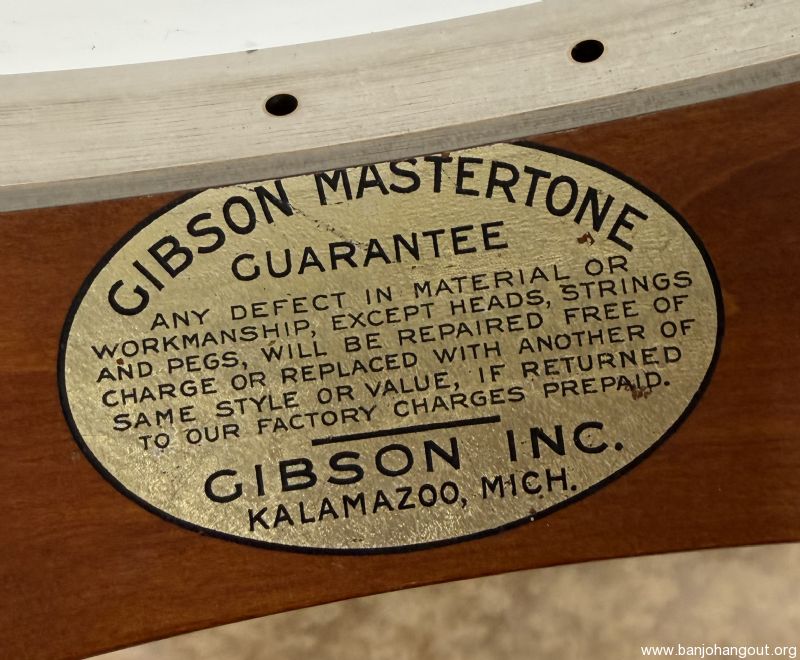 GIBSON MASTERTONE
GUARANTEE
ANY DEFECT IN MATERIAL OR
WORKMANSHIP, EXCEPT HEADS, STRINGS
AND PEGS, WILL BE REPAIRED FREE OF
CHARGE OR REPLACED WITH ANOTHER OF
SAME STYLE OR VALUE, IF RETURNED
TO OUR FACTORY CHARGES PREPAID.
GIBSON INC.
KALAMAZOO, MICH.
www.banjohangout.org